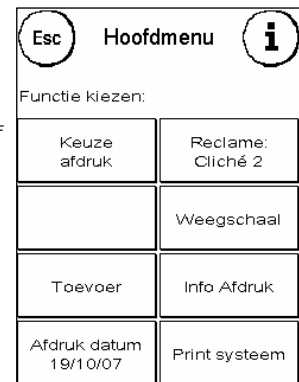 Esc
Hoofdmenu
i
Functie kiezen:
Keuze
afdruk
Reclame:
Cliché 2
Weegschaal
Toevoer
Info Afdruk
Afdruk datum
19/10/07
Print systeem